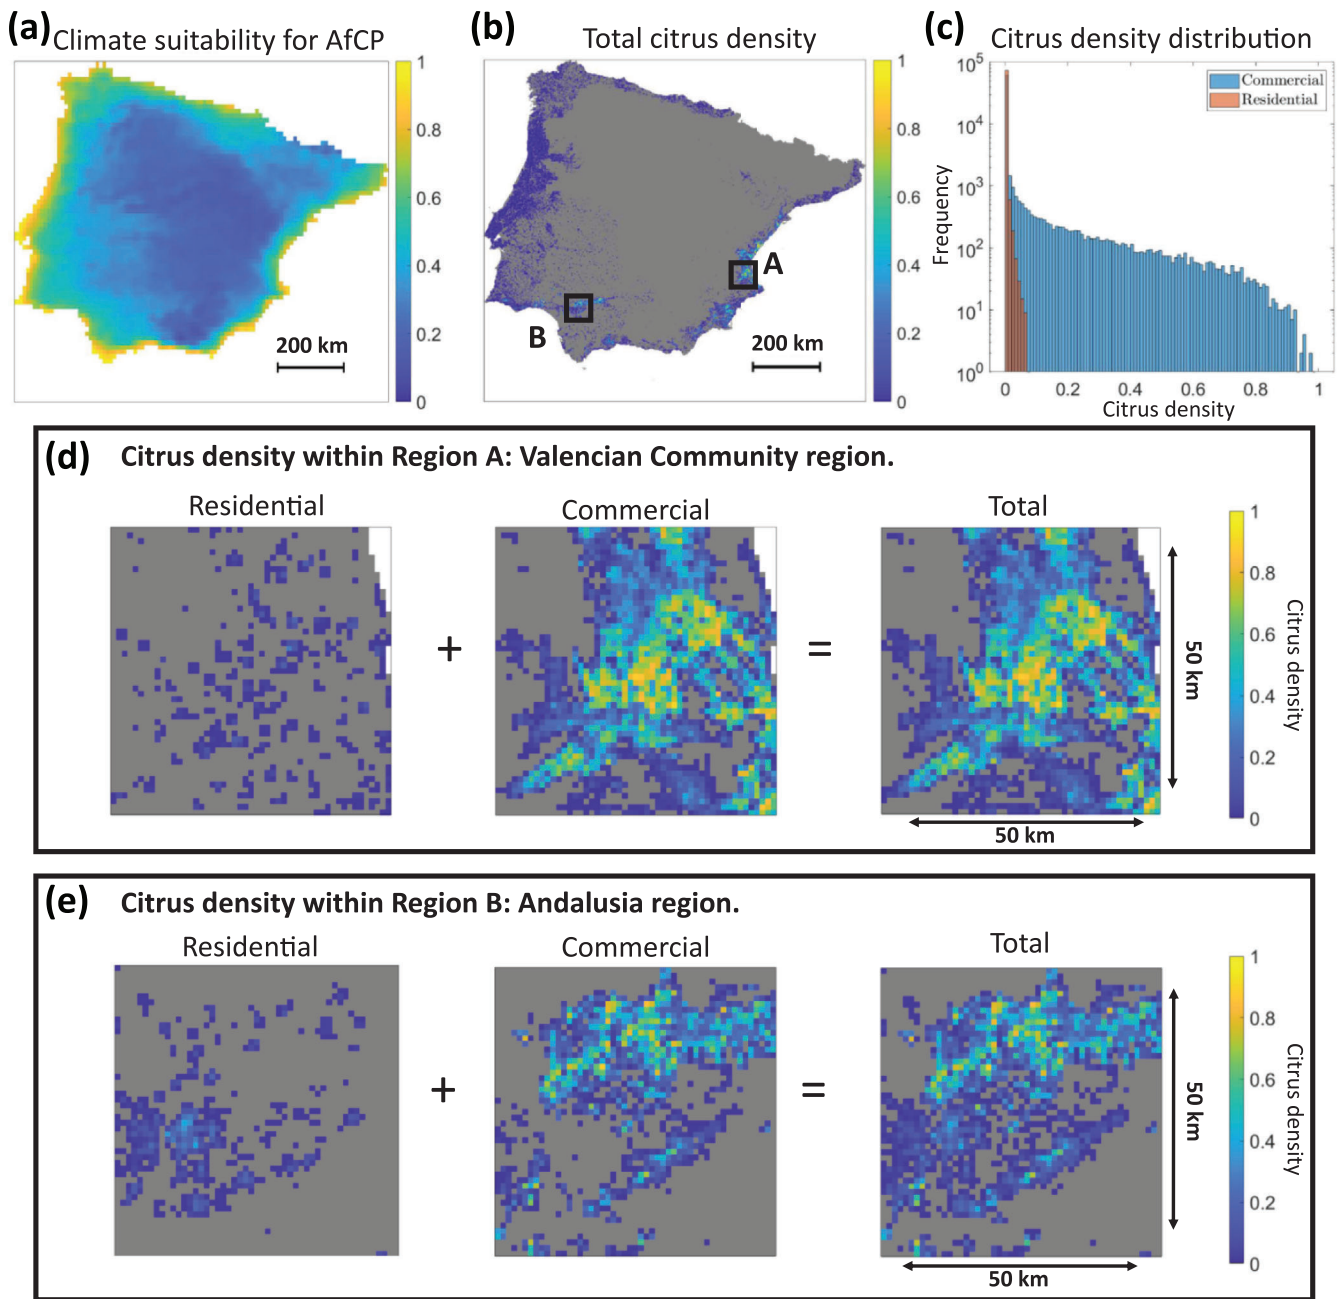 (a) Climate suitability for AfCP
1
0.8
0.6
0.4
0.2
0
200 km
(b) Total citrus density
1
0.8
0.6
0.4
0.2
0
A
B
200 km
(c) Citrus density distribution
Commercial
Residential
10^5
10^4
10^3
10^2
10^1
10^0
Frequency
0 0.2 0.4 0.6 0.8 1
Citrus density
(d) Citrus density within Region A: Valencian Community region.
Residential
+
Commercial
=
Total
50 km
50 km
1
0.8
0.6
0.4
0.2
0
Citrus density
(e) Citrus density within Region B: Andalusia region.
Residential
+
Commercial
=
Total
50 km
50 km
1
0.8
0.6
0.4
0.2
0
Citrus density